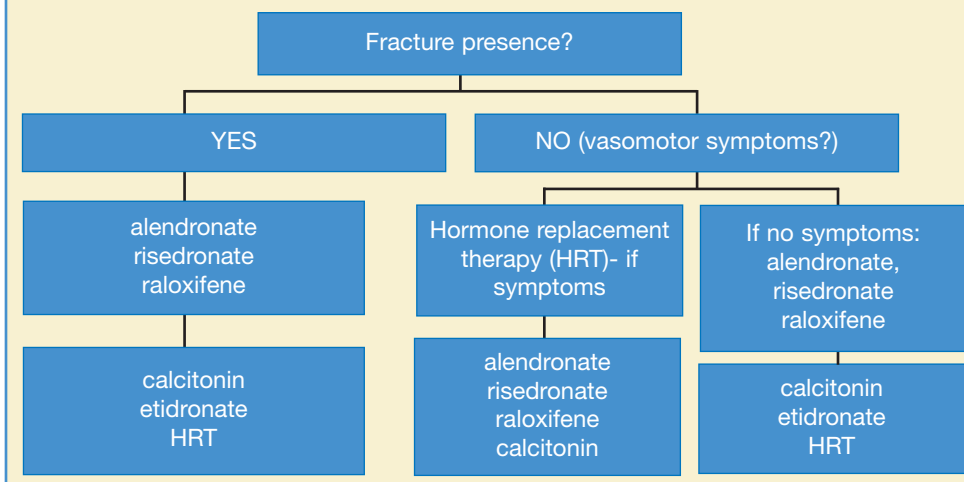 Fracture presence?
YES
NO (vasomotor symptoms?)
alendronate
risedronate
raloxifene
Hormone replacement
therapy (HRT)- if
symptoms
If no symptoms:
alendronate,
risedronate
raloxifene
calcitonin
etidronate
HRT
alendronate
risedronate
raloxifene
calcitonin
calcitonin
etidronate
HRT